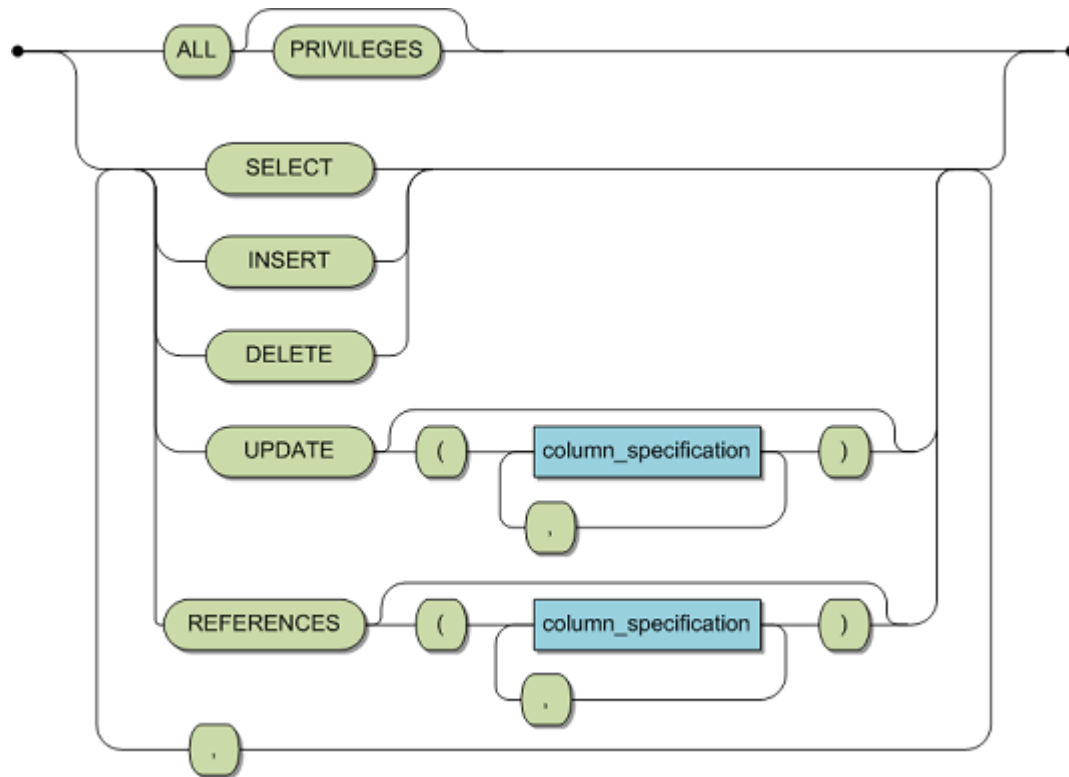 ALL PRIVILEGES
SELECT
INSERT
DELETE
UPDATE ( column_specification )
,
REFERENCES ( column_specification )
,
,